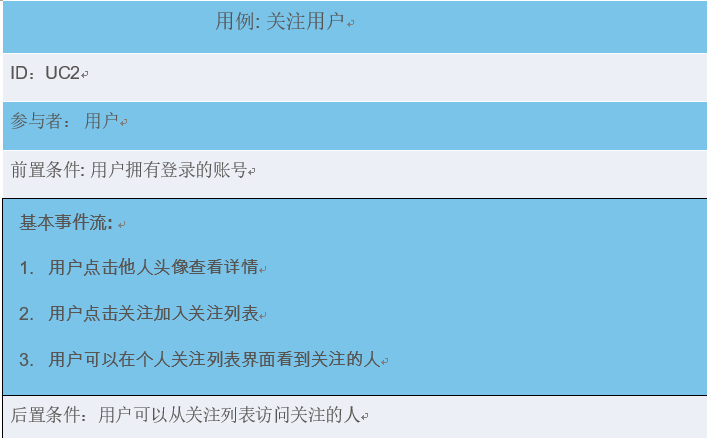 用例: 关注用户
ID：UC2
参与者： 用户
前置条件: 用户拥有登录的账号
基本事件流:
1. 用户点击他人头像查看详情
2. 用户点击关注加入关注列表
3. 用户可以在个人关注列表界面看到关注的人
后置条件：用户可以从关注列表访问关注的人